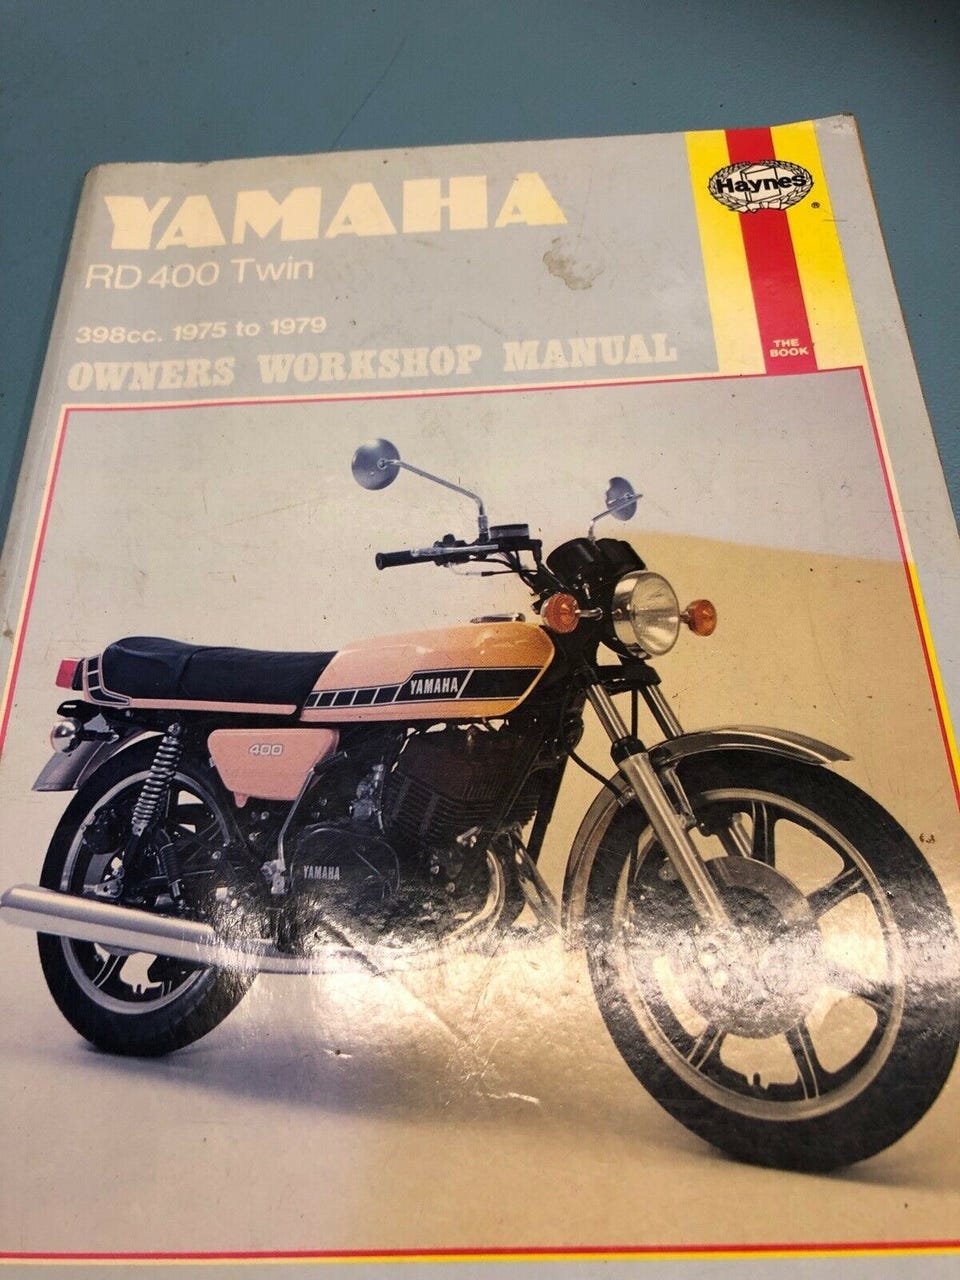 YAMAHA
RD 400 Twin
398cc. 1975 to 1979
OWNERS WORKSHOP MANUAL
Haynes
®
THE
BOOK
YAMAHA
400
YAMAHA